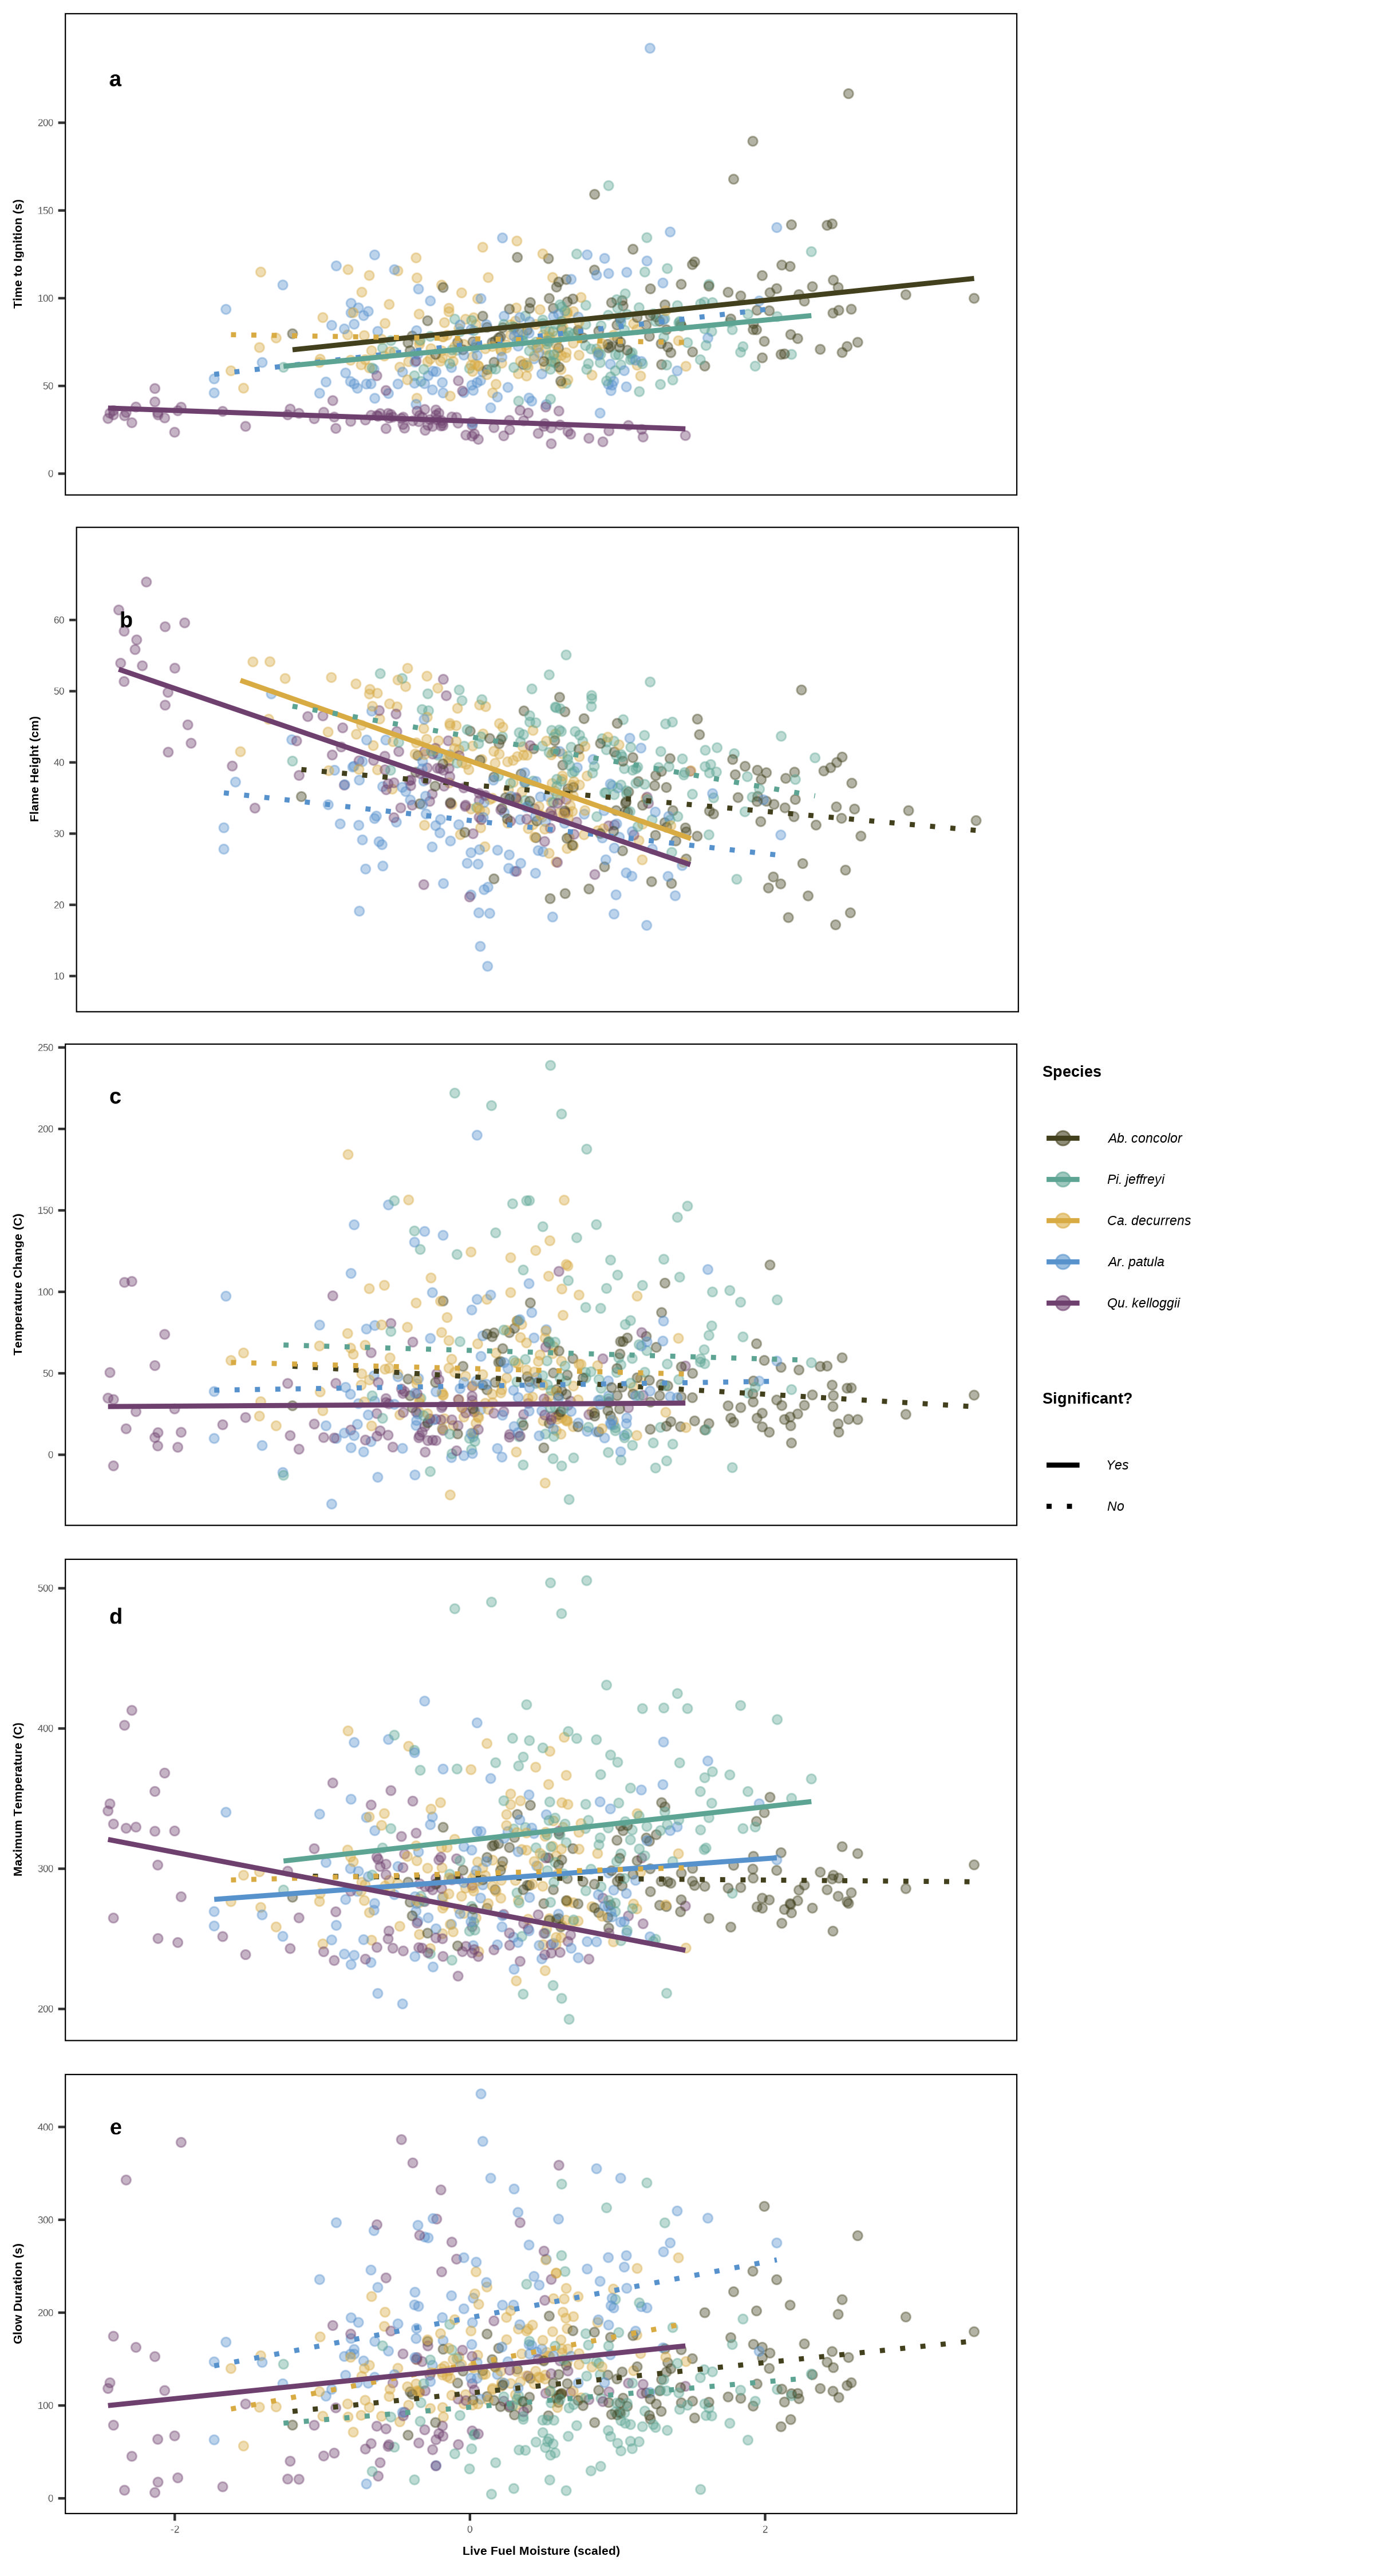 a
200
150
100
50
0
Time to Ignition (s)
b
60
50
40
30
20
10
Flame Height (cm)
250
c
200
150
100
50
0
Temperature Change (C)
Species
Ab. concolor
Pi. jeffreyi
Ca. decurrens
Ar. patula
Qu. kelloggii
Significant?
Yes
No
500
d
400
300
200
Maximum Temperature (C)
400
e
300
200
100
0
Glow Duration (s)
-2
0
2
Live Fuel Moisture (scaled)